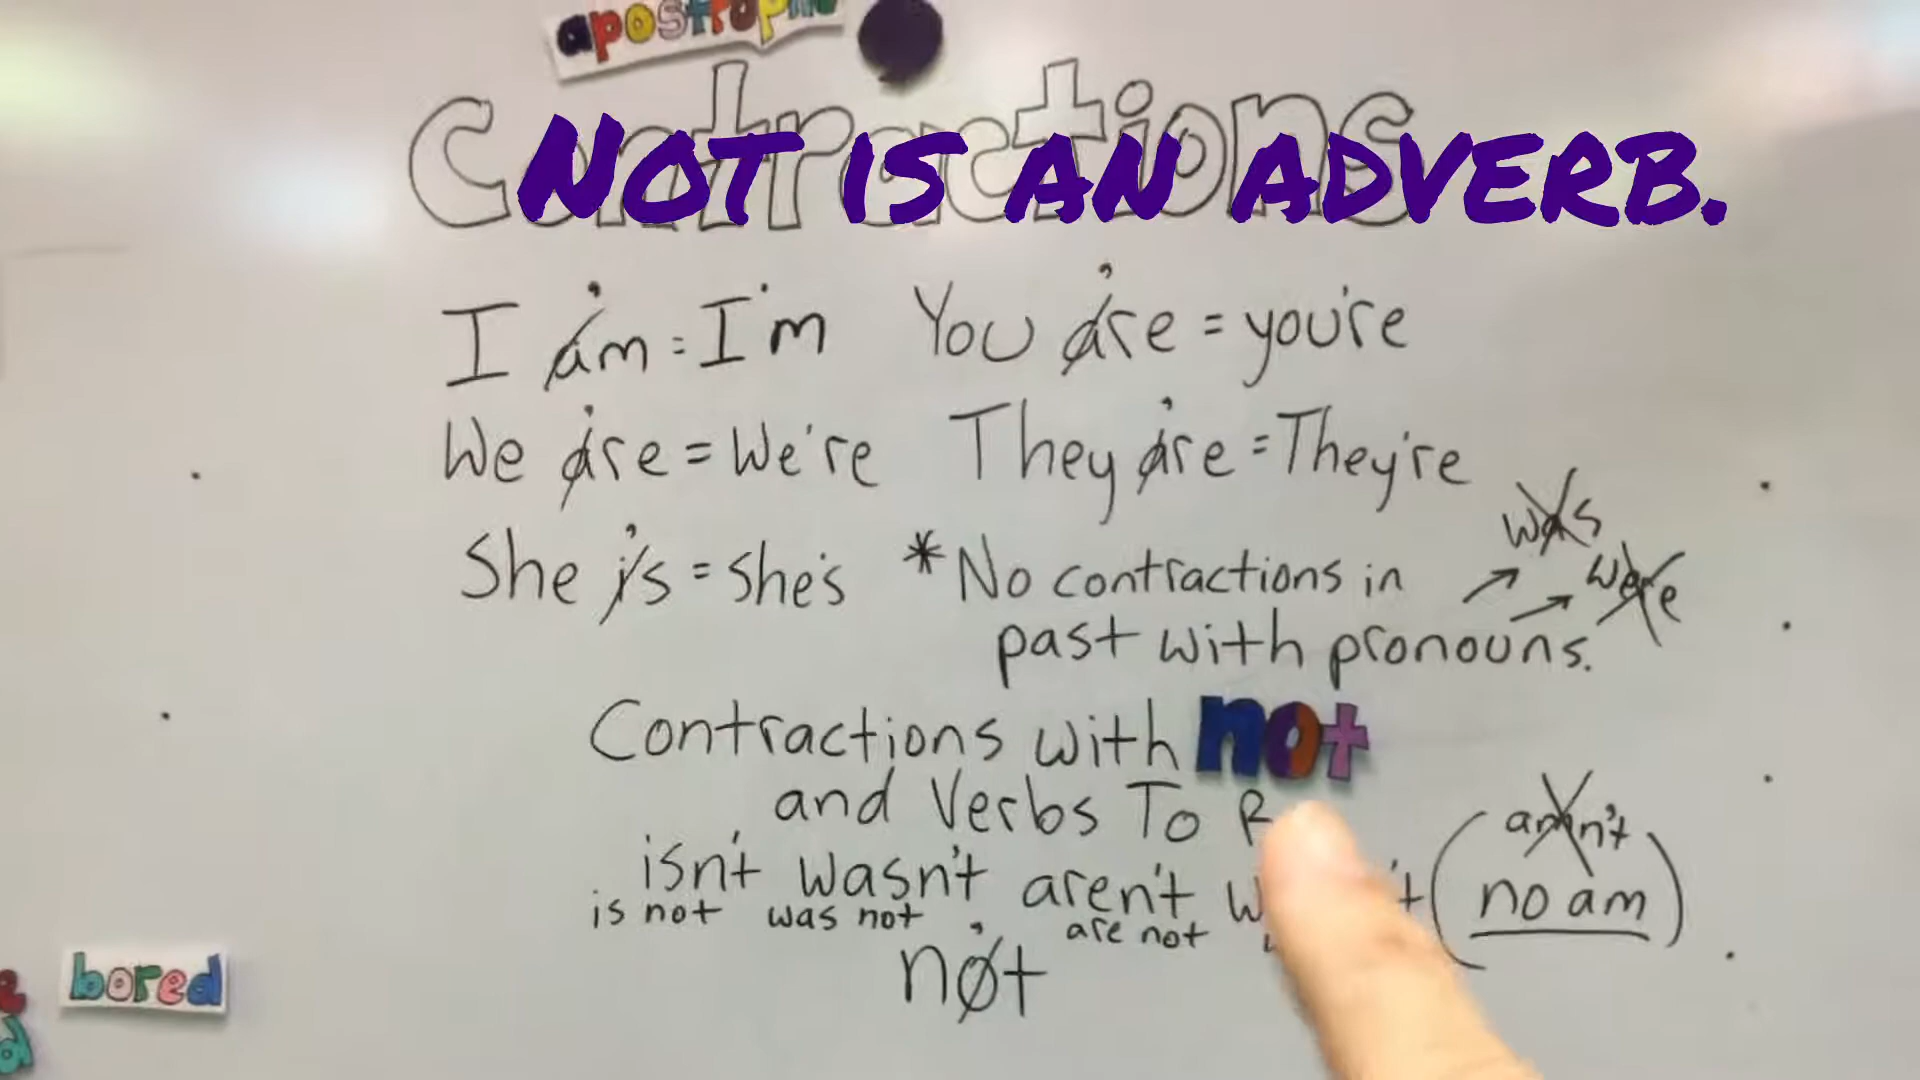 Contractions
NOT IS AN ADVERB.
I am = I'm You are = you're
We are = We're They are = They're
was
were
She is = she's * No contractions in
past with pronouns.
Contractions with not
and Verbs To
amn't
isn't wasn't aren't
no am
is not was not are not
not
bored